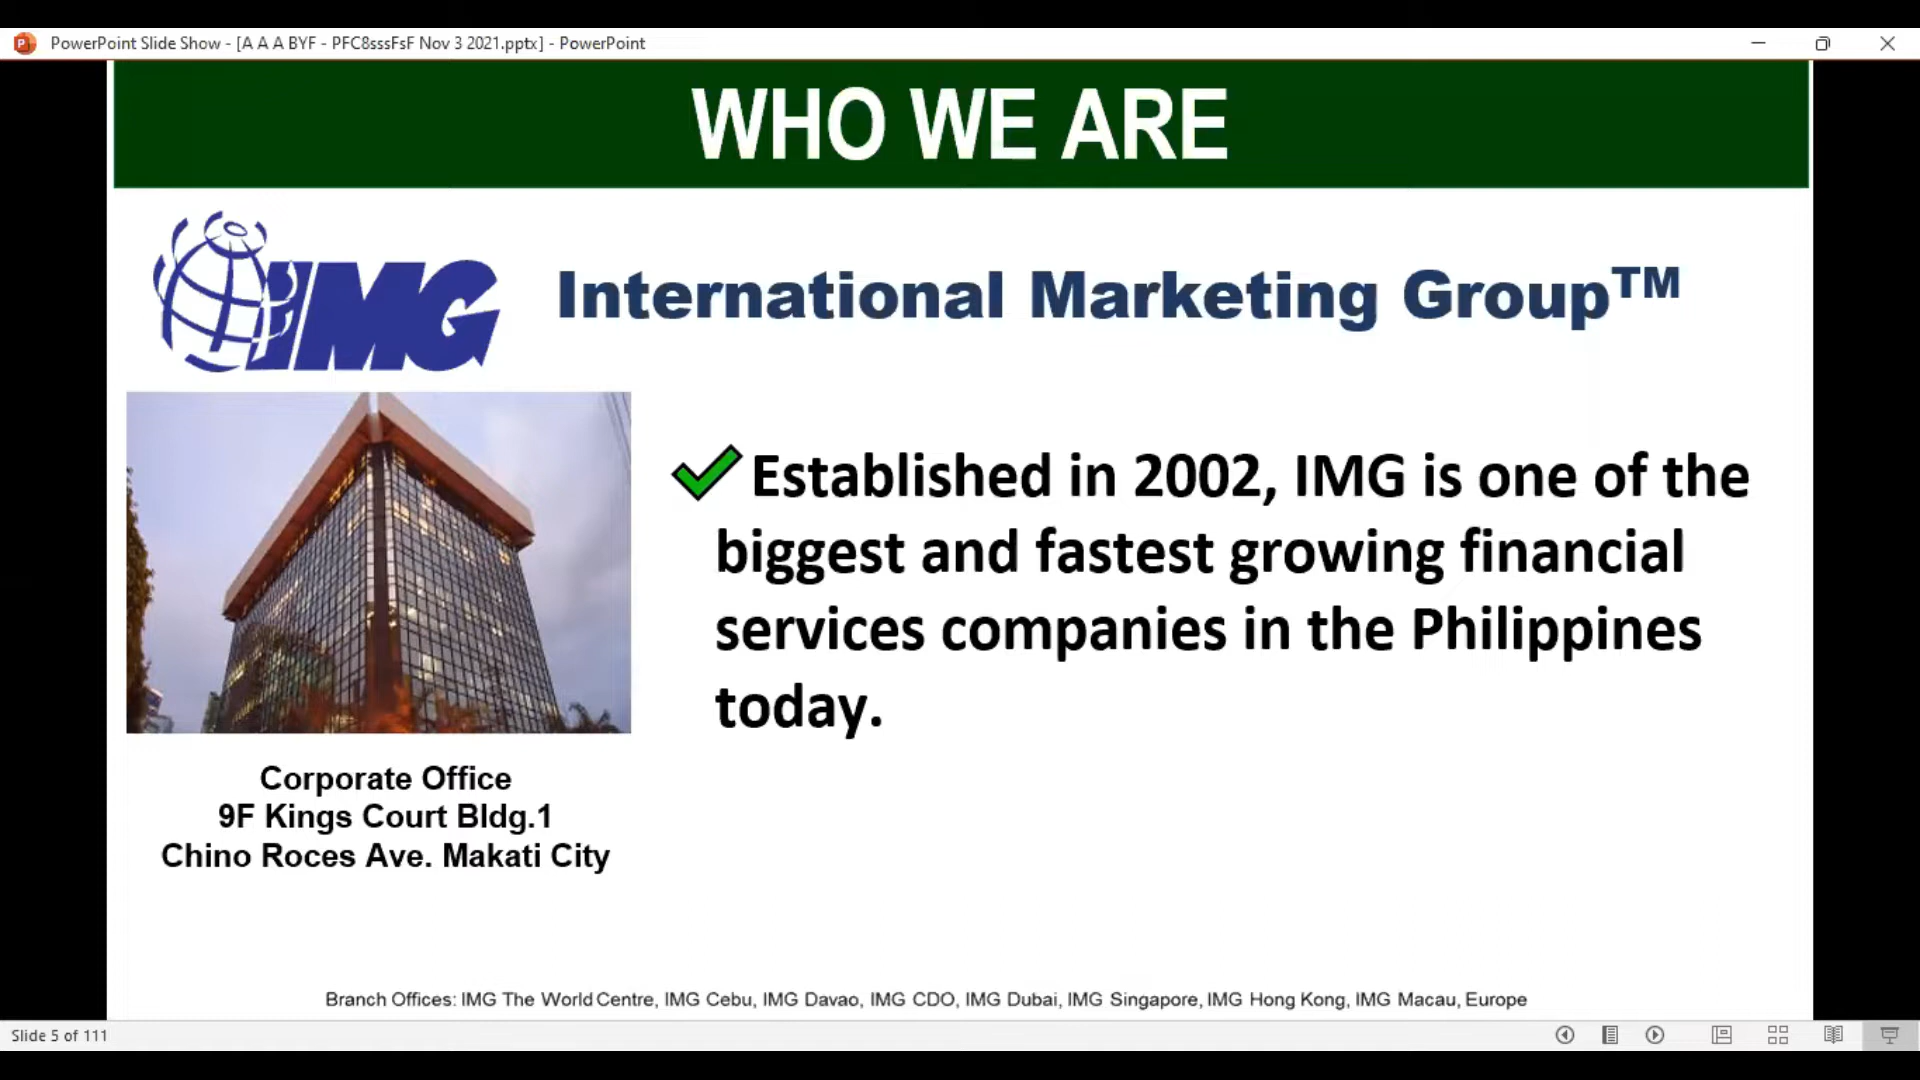 PowerPoint Slide Show - [A A A BYF - PFC8sssFsF Nov 3 2021.pptx] - PowerPoint
WHO WE ARE
IMG
International Marketing Group™
Established in 2002, IMG is one of the
biggest and fastest growing financial
services companies in the Philippines
today.
Corporate Office
9F Kings Court Bldg.1
Chino Roces Ave. Makati City
Branch Offices: IMG The World Centre, IMG Cebu, IMG Davao, IMG CDO, IMG Dubai, IMG Singapore, IMG Hong Kong, IMG Macau, Europe
Slide 5 of 111